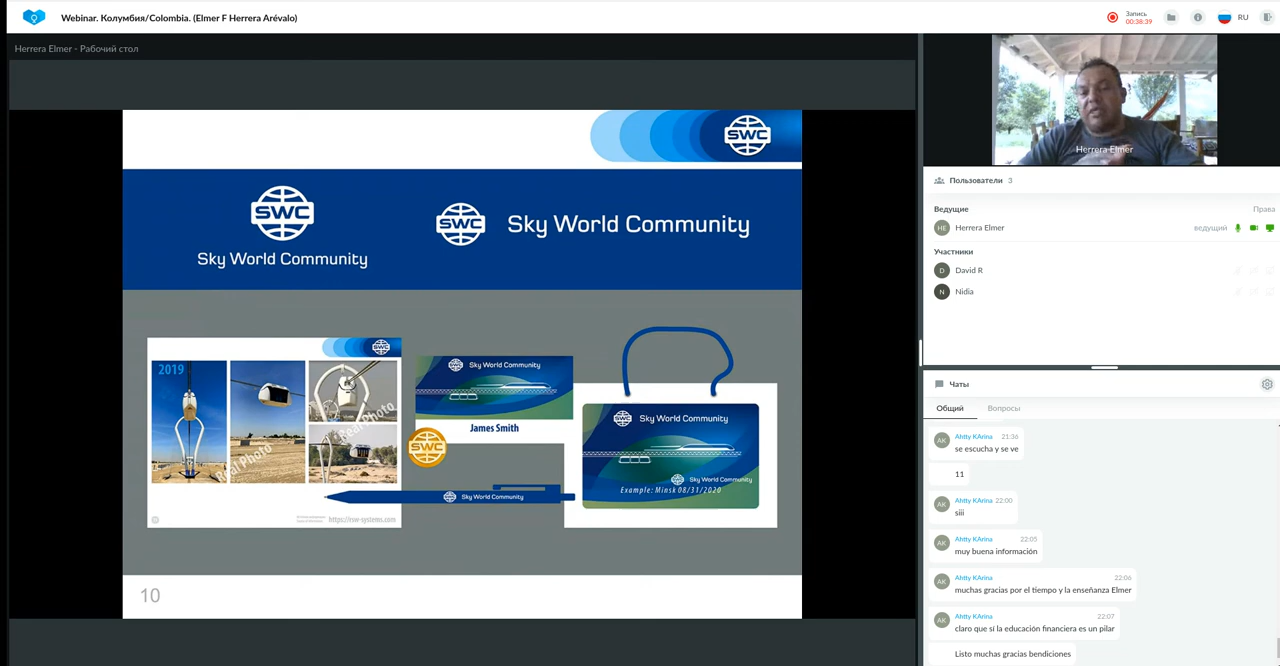 Webinar. Колумбия/Colombia. (Elmer F Herrera Arévalo)
Запись
00:38:39
RU
Herrera Elmer - Рабочий стол
SWC
SWC
Sky World Community
SWC
Sky World Community
SWC
2019
Real Photo
Real Photo
https://rsw-systems.com
SWC
Sky World Community
James Smith
SWC
SWC
Sky World Community
SWC
Sky World Community
SWC
Sky World Community
Example: Minsk 08/31/2020
10
Herrera Elmer
Пользователи 3
Ведущие
Права
HE
Herrera Elmer
ведущий
Участники
D
David R
N
Nidia
Чаты
Общий
Вопросы
AK
Ahtty KArina 21:36
se escucha y se ve
11
AK
Ahtty KArina 22:00
siii
AK
Ahtty KArina 22:05
muy buena información
AK
Ahtty KArina 22:06
muchas gracias por el tiempo y la enseñanza Elmer
AK
Ahtty KArina 22:07
claro que sí la educación financiera es un pilar
Listo muchas gracias bendiciones